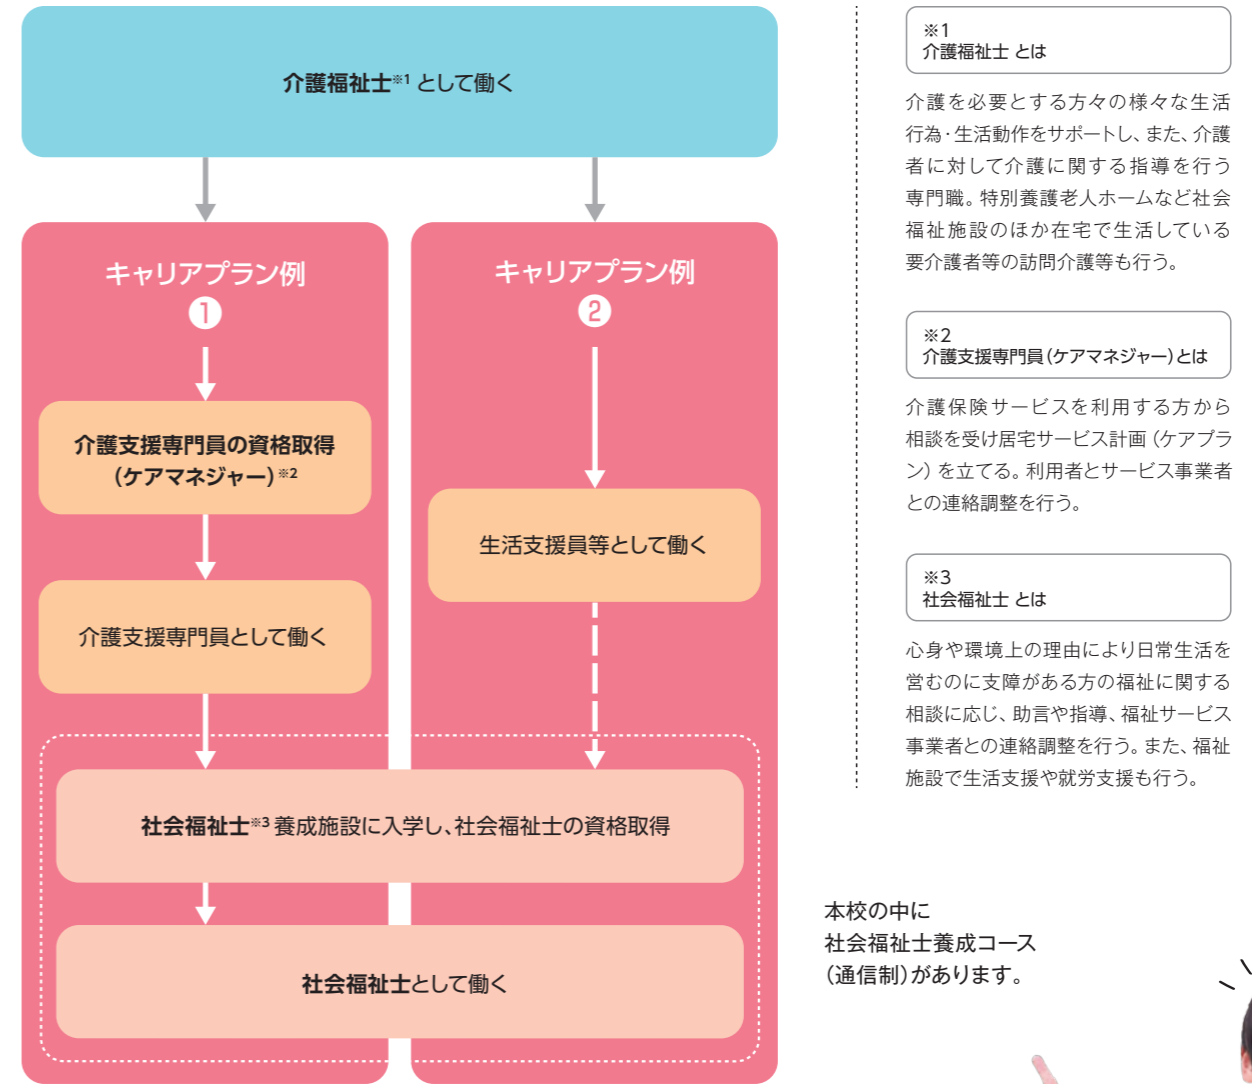 介護福祉士※1 として働く
キャリアプラン例
1
介護支援専門員の資格取得
(ケアマネジャー)※2
介護支援専門員として働く
キャリアプラン例
2
生活支援員等として働く
社会福祉士※3 養成施設に入学し、社会福祉士の資格取得
社会福祉士として働く
※1
介護福祉士 とは
介護を必要とする方々の様々な生活
行為・生活動作をサポートし、また、介護
者に対して介護に関する指導を行う
専門職。特別養護老人ホームなど社会
福祉施設のほか在宅で生活している
要介護者等の訪問介護等も行う。
※2
介護支援専門員(ケアマネジャー)とは
介護保険サービスを利用する方から
相談を受け居宅サービス計画(ケアプラ
ン)を立てる。利用者とサービス事業者
との連絡調整を行う。
※3
社会福祉士 とは
心身や環境上の理由により日常生活を
営むのに支障がある方の福祉に関する
相談に応じ、助言や指導、福祉サービス
事業者との連絡調整を行う。また、福祉
施設で生活支援や就労支援も行う。
本校の中に
社会福祉士養成コース
(通信制)があります。